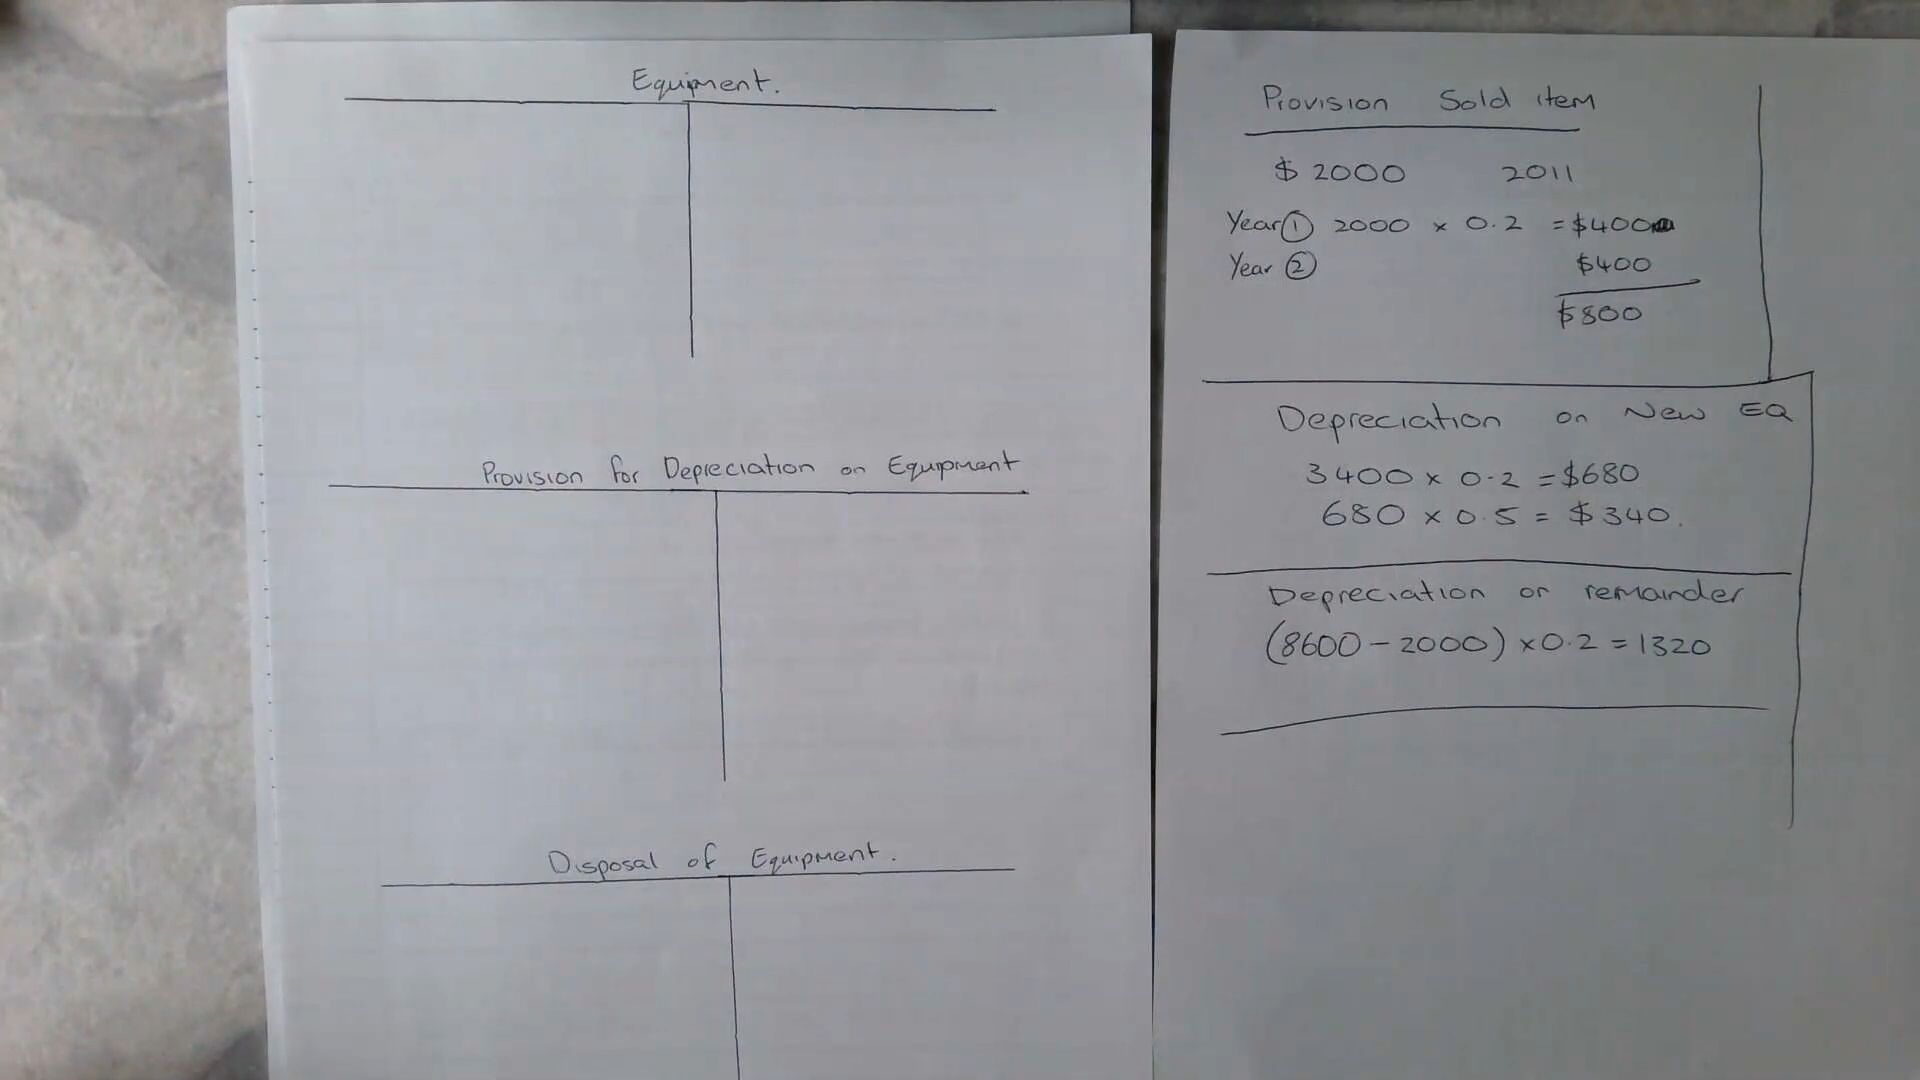 Equipment.
Provision for Depreciation on Equipment
Disposal of Equipment.
Provision Sold item
$ 2000 2011
Year ① 2000 x 0.2 = $400
Year ② $400
$800
Depreciation on New EQ
3400 x 0.2 = $680
680 x 0.5 = $340.
Depreciation on remainder
(8600 - 2000) x 0.2 = 1320